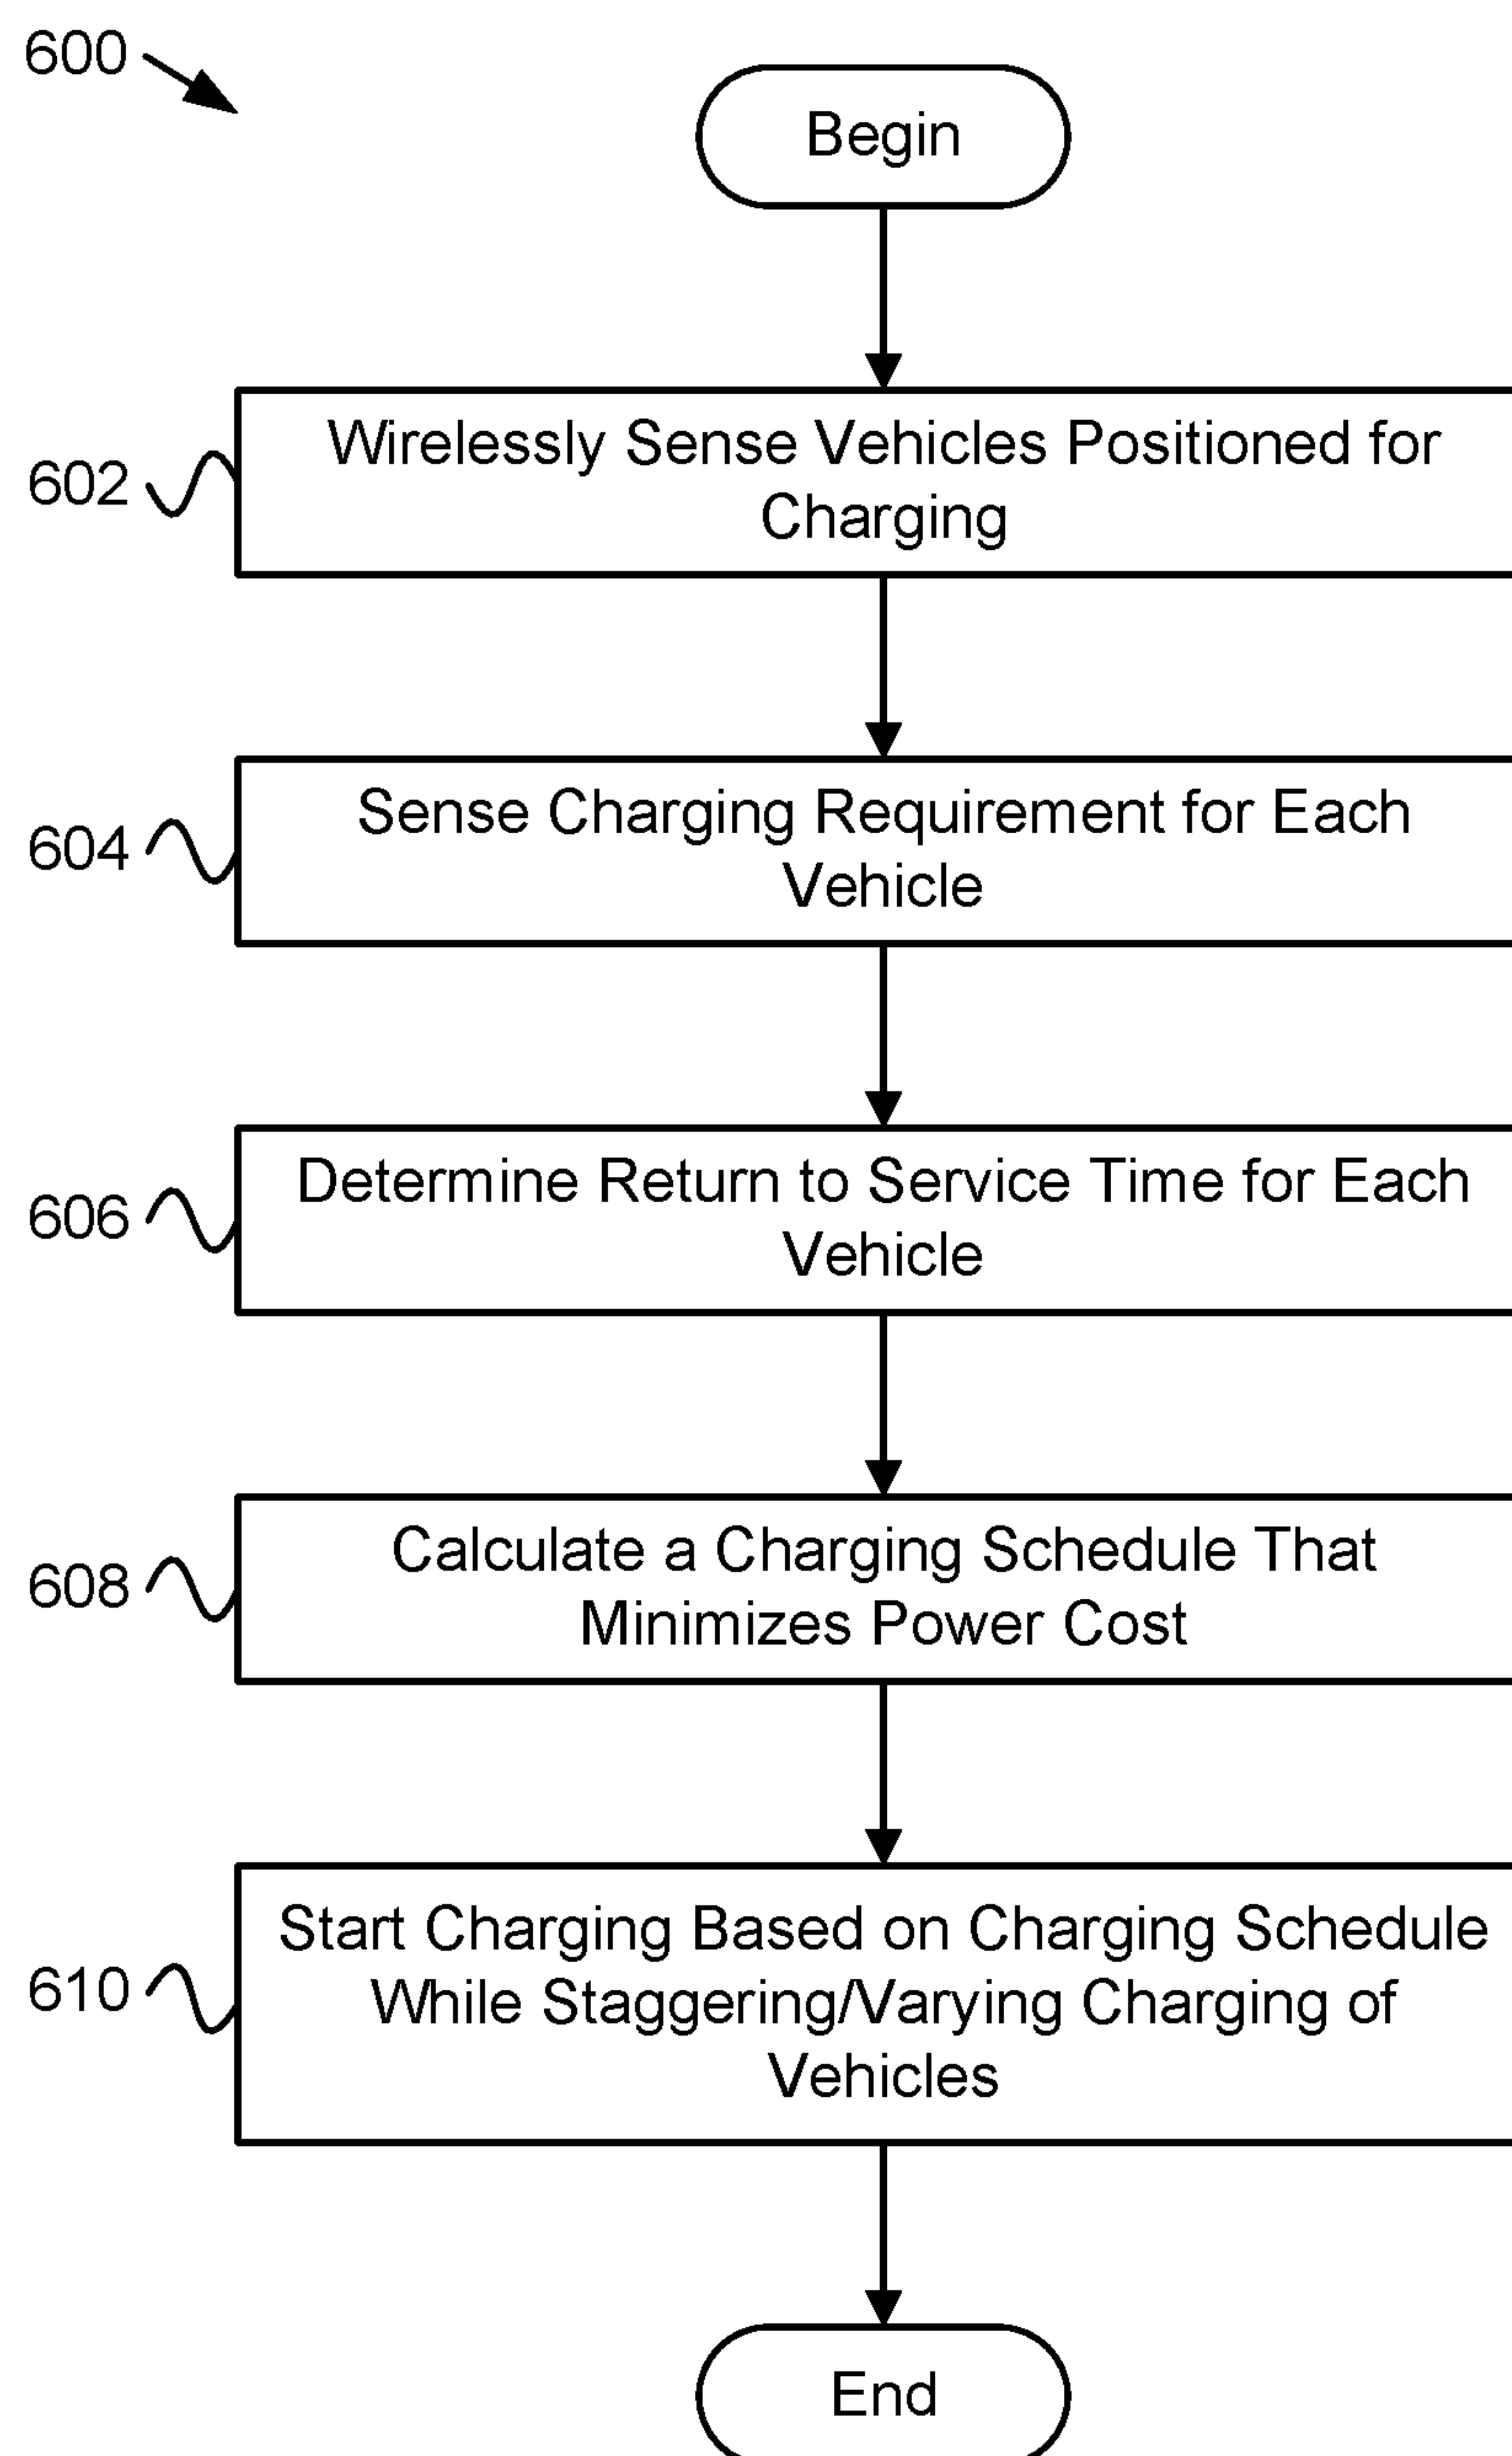 600
Begin
602
Wirelessly Sense Vehicles Positioned for
Charging
604
Sense Charging Requirement for Each
Vehicle
606
Determine Return to Service Time for Each
Vehicle
608
Calculate a Charging Schedule That
Minimizes Power Cost
610
Start Charging Based on Charging Schedule
While Staggering/Varying Charging of
Vehicles
End